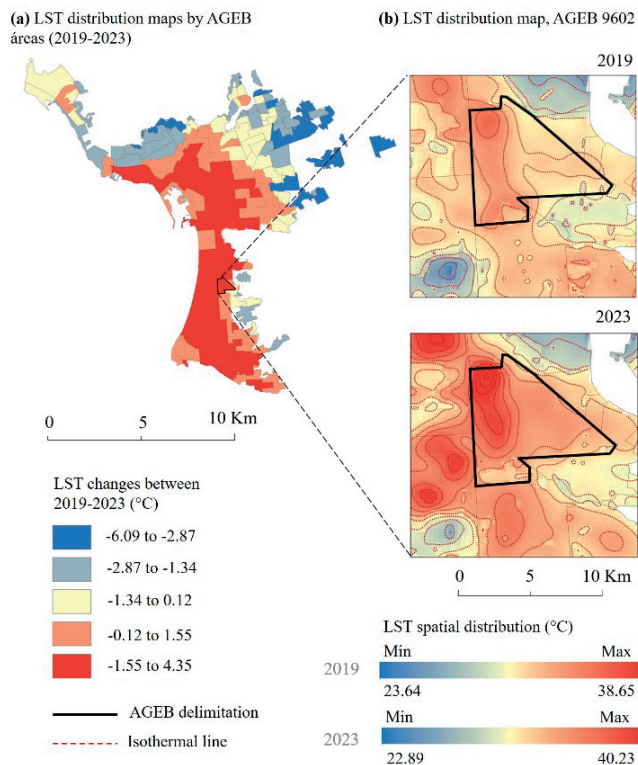 (a) LST distribution maps by AGEB
áreas (2019-2023)
0 5 10 Km
LST changes between
2019-2023 (°C)
-6.09 to -2.87
-2.87 to -1.34
-1.34 to 0.12
-0.12 to 1.55
-1.55 to 4.35
AGEB delimitation
Isothermal line
(b) LST distribution map, AGEB 9602
2019
2023
0 5 10 Km
LST spatial distribution (°C)
Min Max
2019
23.64 38.65
Min Max
2023
22.89 40.23